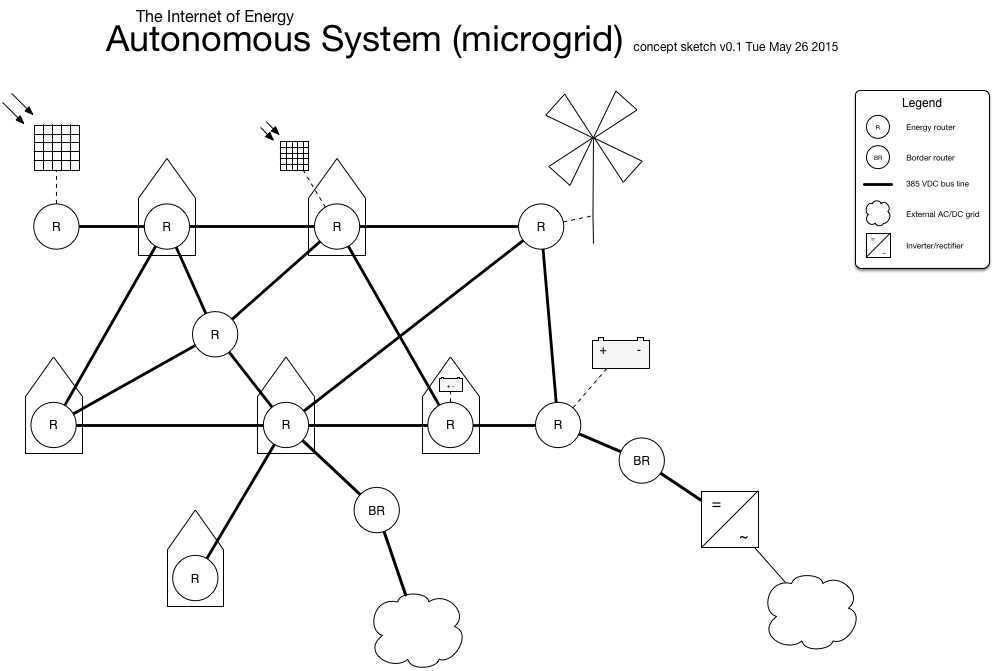 The Internet of Energy
Autonomous System (microgrid) concept sketch v0.1 Tue May 26 2015
Legend
R Energy router
BR Border router
385 VDC bus line
External AC/DC grid
= ~ Inverter/rectifier
R R R R
R
+ -
+ -
R R R R
BR
BR
=
~
R